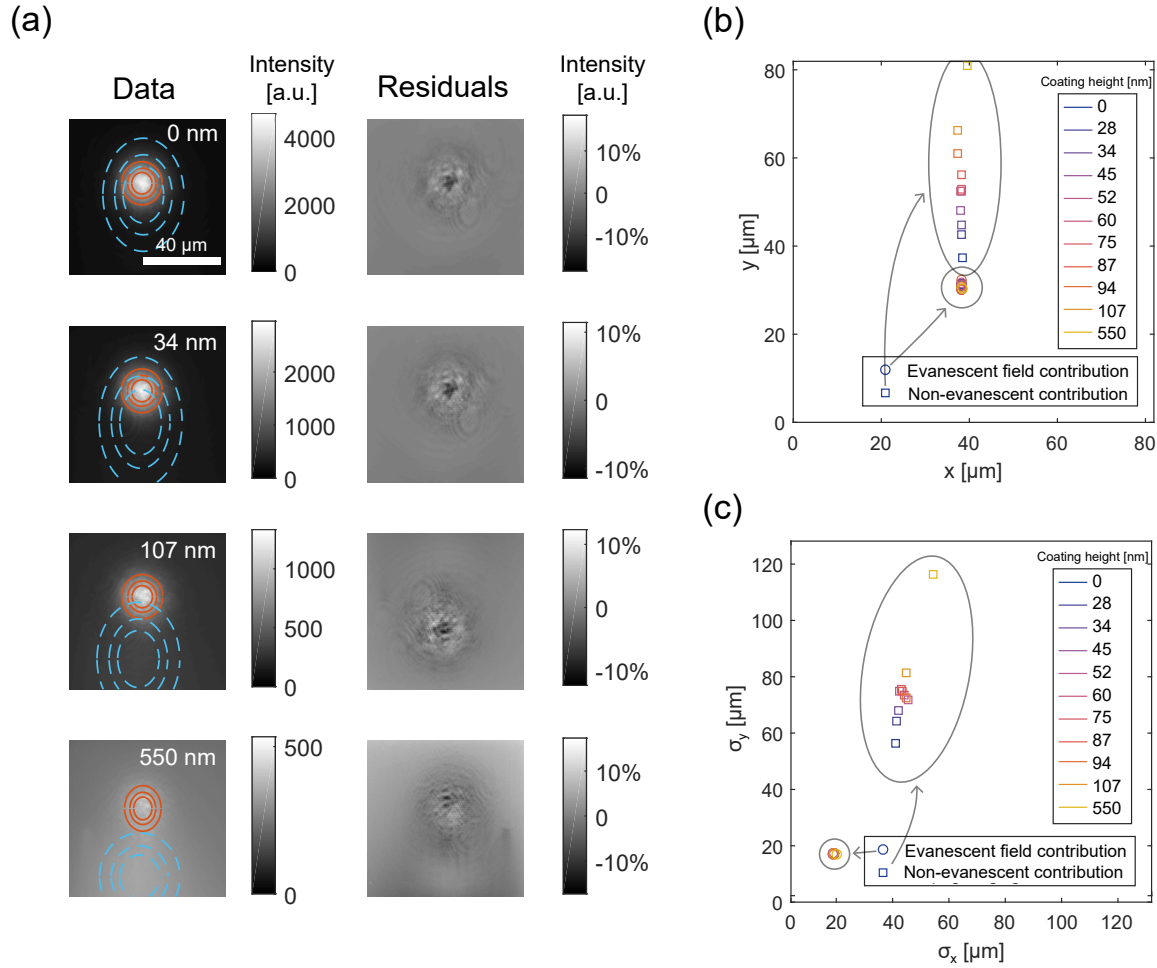 (a)
Data
Intensity
[a.u.]
Residuals
Intensity
[a.u.]
0 nm
40 µm
4000
2000
0
10%
0
-10%
34 nm
2000
1000
0
10%
0
-10%
107 nm
1000
500
0
10%
0
-10%
550 nm
500
0
10%
0
-10%
(b)
80
60
40
20
0
y [µm]
0 20 40 60 80
x [µm]
Coating height [nm]
0
28
34
45
52
60
75
87
94
107
550
Evanescent field contribution
Non-evanescent contribution
(c)
120
100
80
60
40
20
0
σy [µm]
0 20 40 60 80 100 120
σx [µm]
Coating height [nm]
0
28
34
45
52
60
75
87
94
107
550
Evanescent field contribution
Non-evanescent contribution